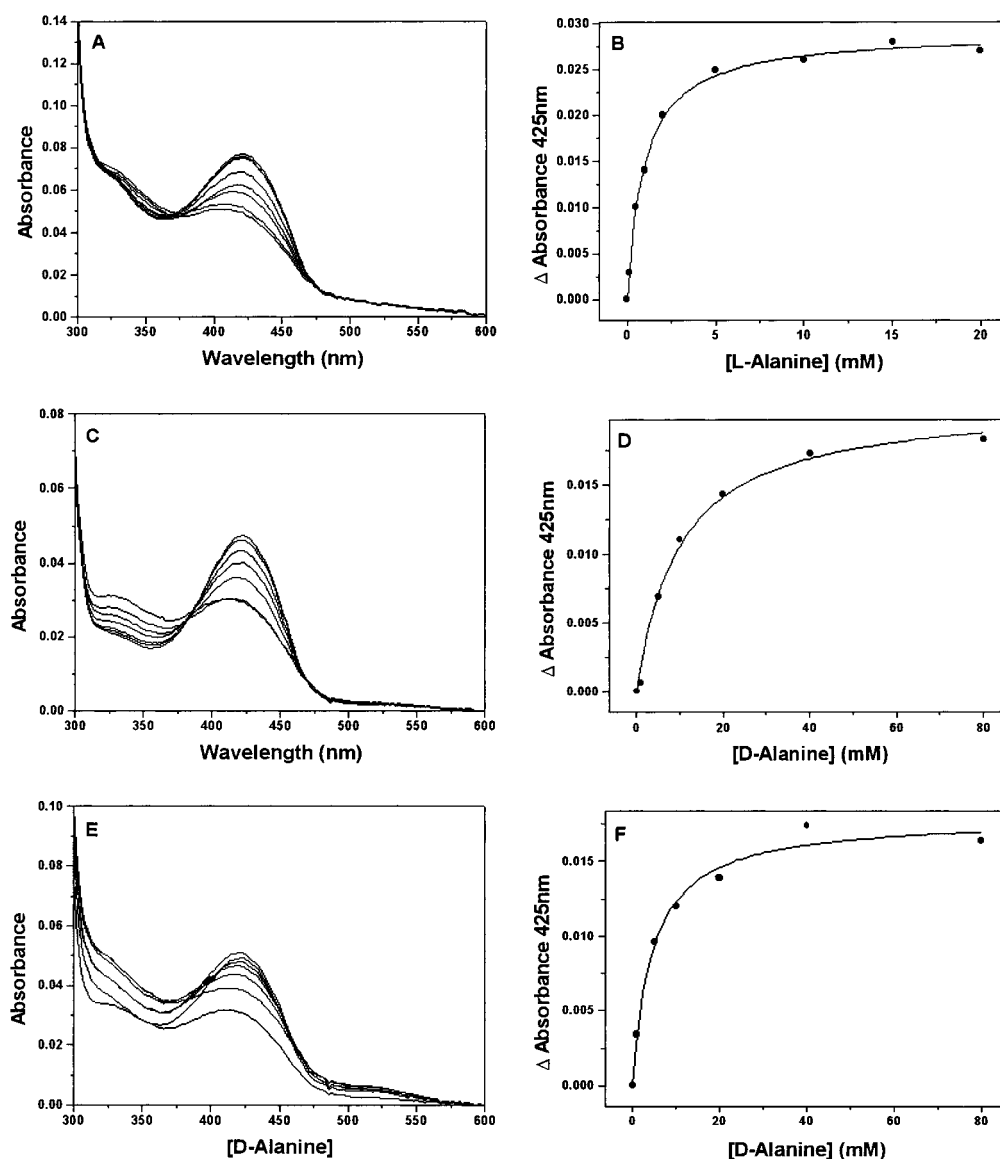 A
0.14
0.12
0.10
0.08
0.06
0.04
0.02
0.00
Absorbance
300 350 400 450 500 550 600
Wavelength (nm)
B
0.030
0.025
0.020
0.015
0.010
0.005
0.000
Δ Absorbance 425nm
0 5 10 15 20
[L-Alanine] (mM)
C
0.08
0.06
0.04
0.02
0.00
Absorbance
300 350 400 450 500 550 600
Wavelength (nm)
D
0.015
0.010
0.005
0.000
Δ Absorbance 425nm
0 20 40 60 80
[D-Alanine] (mM)
E
0.10
0.08
0.06
0.04
0.02
0.00
Absorbance
300 350 400 450 500 550 600
[D-Alanine]
F
0.015
0.010
0.005
0.000
Δ Absorbance 425nm
0 20 40 60 80
[D-Alanine] (mM)